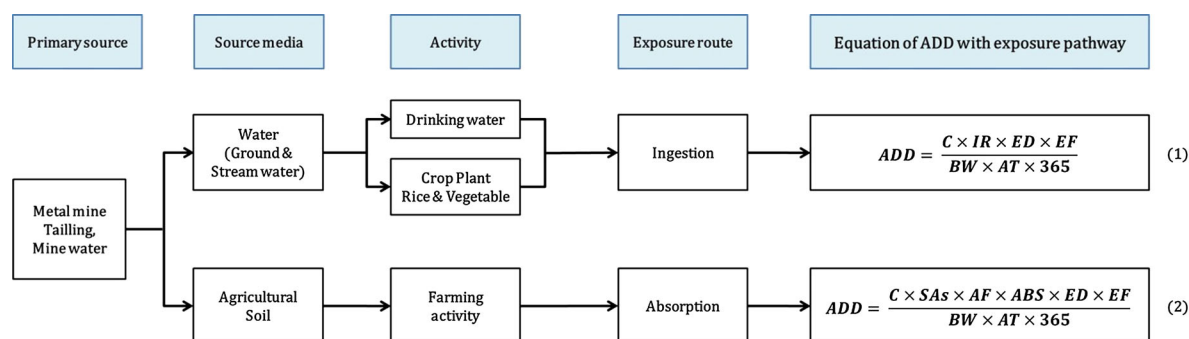 Primary source
Source media
Activity
Exposure route
Equation of ADD with exposure pathway
Metal mine
Tailling,
Mine water
Water
(Ground &
Stream water)
Drinking water
Crop Plant
Rice & Vegetable
Ingestion
ADD = C × IR × ED × EF / BW × AT × 365
(1)
Agricultural
Soil
Farming
activity
Absorption
ADD = C × SAs × AF × ABS × ED × EF / BW × AT × 365
(2)